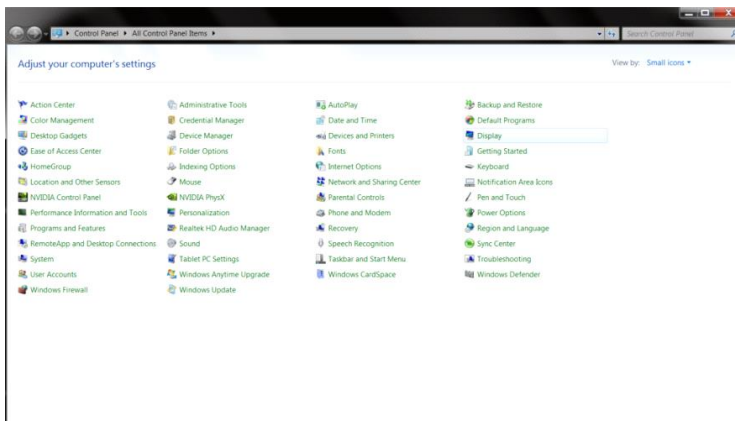 Control Panel All Control Panel Items Search Control Panel
Adjust your computer's settings View by: Small icons
Action Center Administrative Tools AutoPlay Backup and Restore
Color Management Credential Manager Date and Time Default Programs
Desktop Gadgets Device Manager Devices and Printers Display
Ease of Access Center Folder Options Fonts Getting Started
HomeGroup Indexing Options Internet Options Keyboard
Location and Other Sensors Mouse Network and Sharing Center Notification Area Icons
NVIDIA Control Panel NVIDIA PhysX Parental Controls Pen and Touch
Performance Information and Tools Personalization Phone and Modem Power Options
Programs and Features Realtek HD Audio Manager Recovery Region and Language
RemoteApp and Desktop Connections Sound Speech Recognition Sync Center
System Tablet PC Settings Taskbar and Start Menu Troubleshooting
User Accounts Windows Anytime Upgrade Windows CardSpace Windows Defender
Windows Firewall Windows Update